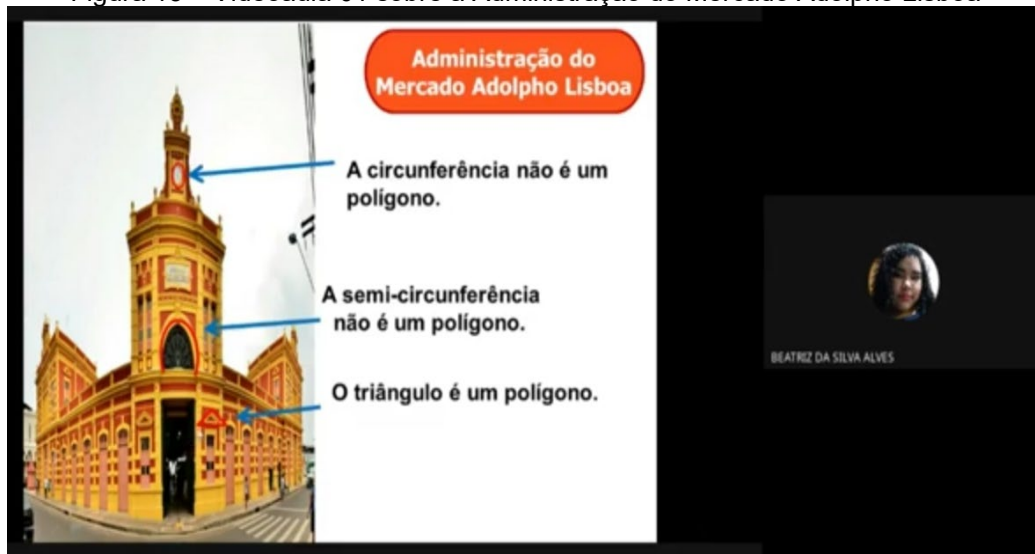 Administração do
Mercado Adolpho Lisboa
A circunferência não é um
polígono.
A semi-circunferência
não é um polígono.
O triângulo é um polígono.
BEATRIZ DA SILVA ALVES